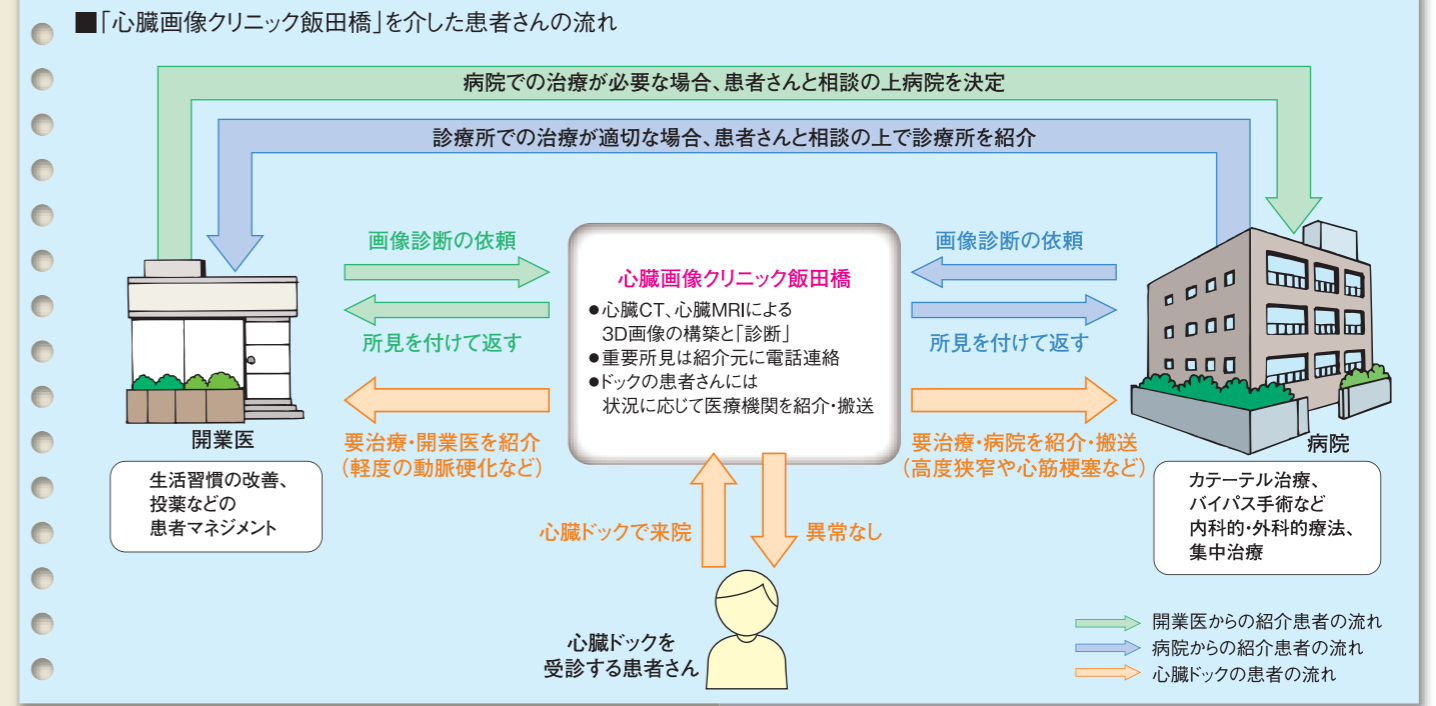 ■「心臓画像クリニック飯田橋」を介した患者さんの流れ
病院での治療が必要な場合、患者さんと相談の上病院を決定
診療所での治療が適切な場合、患者さんと相談の上で診療所を紹介
画像診断の依頼
所見を付けて返す
要治療・開業医を紹介
(軽度の動脈硬化など)
開業医
生活習慣の改善、
投薬などの
患者マネジメント
心臓画像クリニック飯田橋
●心臓CT、心臓MRIによる
3D画像の構築と「診断」
●重要所見は紹介元に電話連絡
●ドックの患者さんには
状況に応じて医療機関を紹介・搬送
画像診断の依頼
所見を付けて返す
要治療・病院を紹介・搬送
(高度狭窄や心筋梗塞など)
病院
カテーテル治療、
バイパス手術など
内科的・外科的療法、
集中治療
心臓ドックで来院
異常なし
心臓ドックを
受診する患者さん
開業医からの紹介患者の流れ
病院からの紹介患者の流れ
心臓ドックの患者の流れ